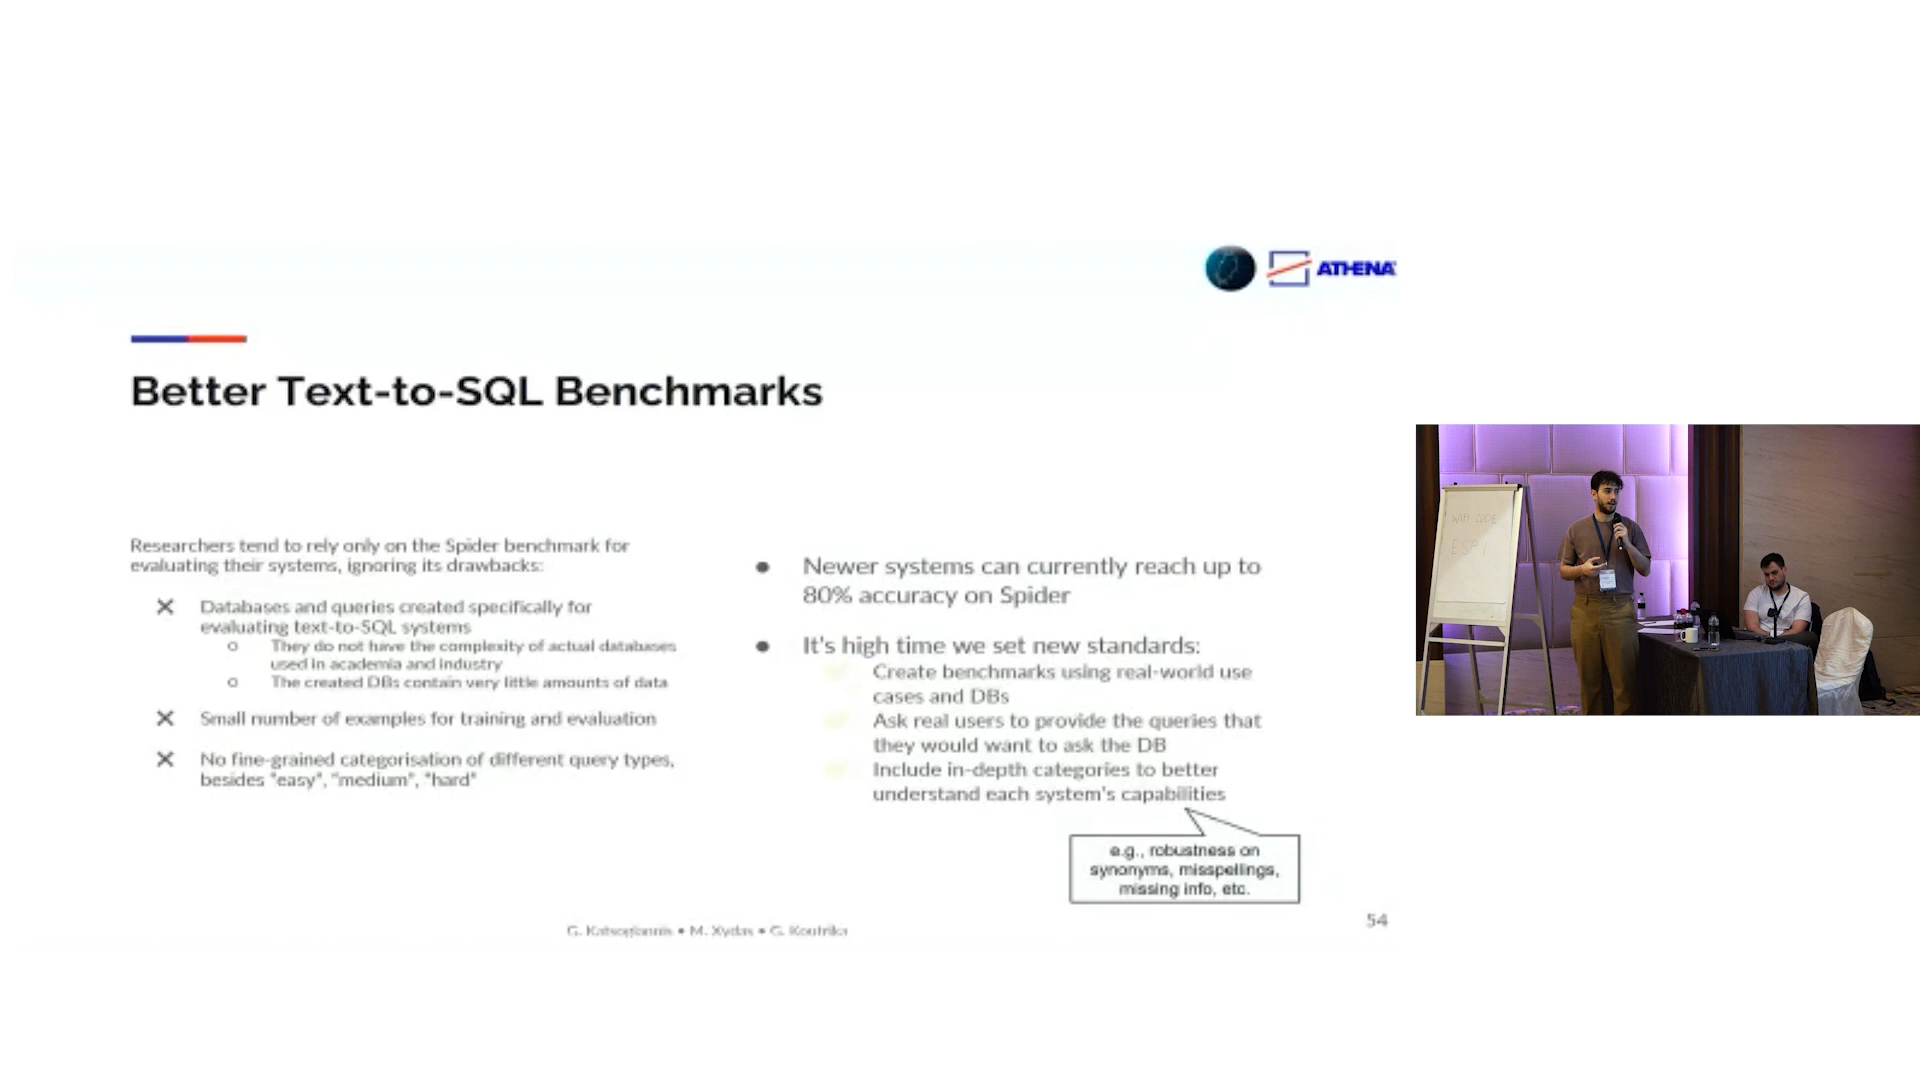 ATHENA
Better Text-to-SQL Benchmarks
Researchers tend to rely only on the Spider benchmark for
evaluating their systems, ignoring its drawbacks:
✕ Databases and queries created specifically for
evaluating text-to-SQL systems
○ They do not have the complexity of actual databases
used in academia and industry
○ The created DBs contain very little amounts of data
✕ Small number of examples for training and evaluation
✕ No fine-grained categorisation of different query types,
besides "easy", "medium", "hard"
● Newer systems can currently reach up to
80% accuracy on Spider
● It's high time we set new standards:
Create benchmarks using real-world use
cases and DBs
Ask real users to provide the queries that
they would want to ask the DB
Include in-depth categories to better
understand each system's capabilities
e.g., robustness on
synonyms, misspellings,
missing info, etc.
G. Katsogiannis • M. Xydas • G. Koutrika
54
WIFI CODE